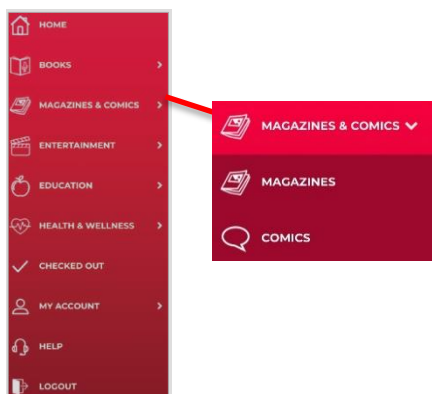 HOME
BOOKS
MAGAZINES & COMICS
ENTERTAINMENT
EDUCATION
HEALTH & WELLNESS
CHECKED OUT
MY ACCOUNT
HELP
LOGOUT
MAGAZINES & COMICS
MAGAZINES
COMICS